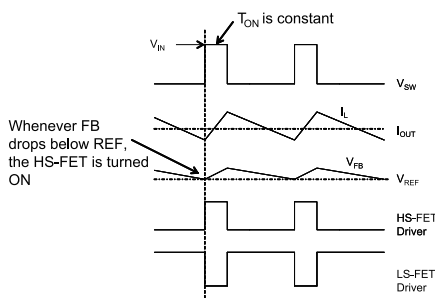 T_ON is constant
V_IN
V_SW
I_L
I_OUT
Whenever FB
drops below REF,
the HS-FET is turned
ON
V_FB
V_REF
HS-FET
Driver
LS-FET
Driver